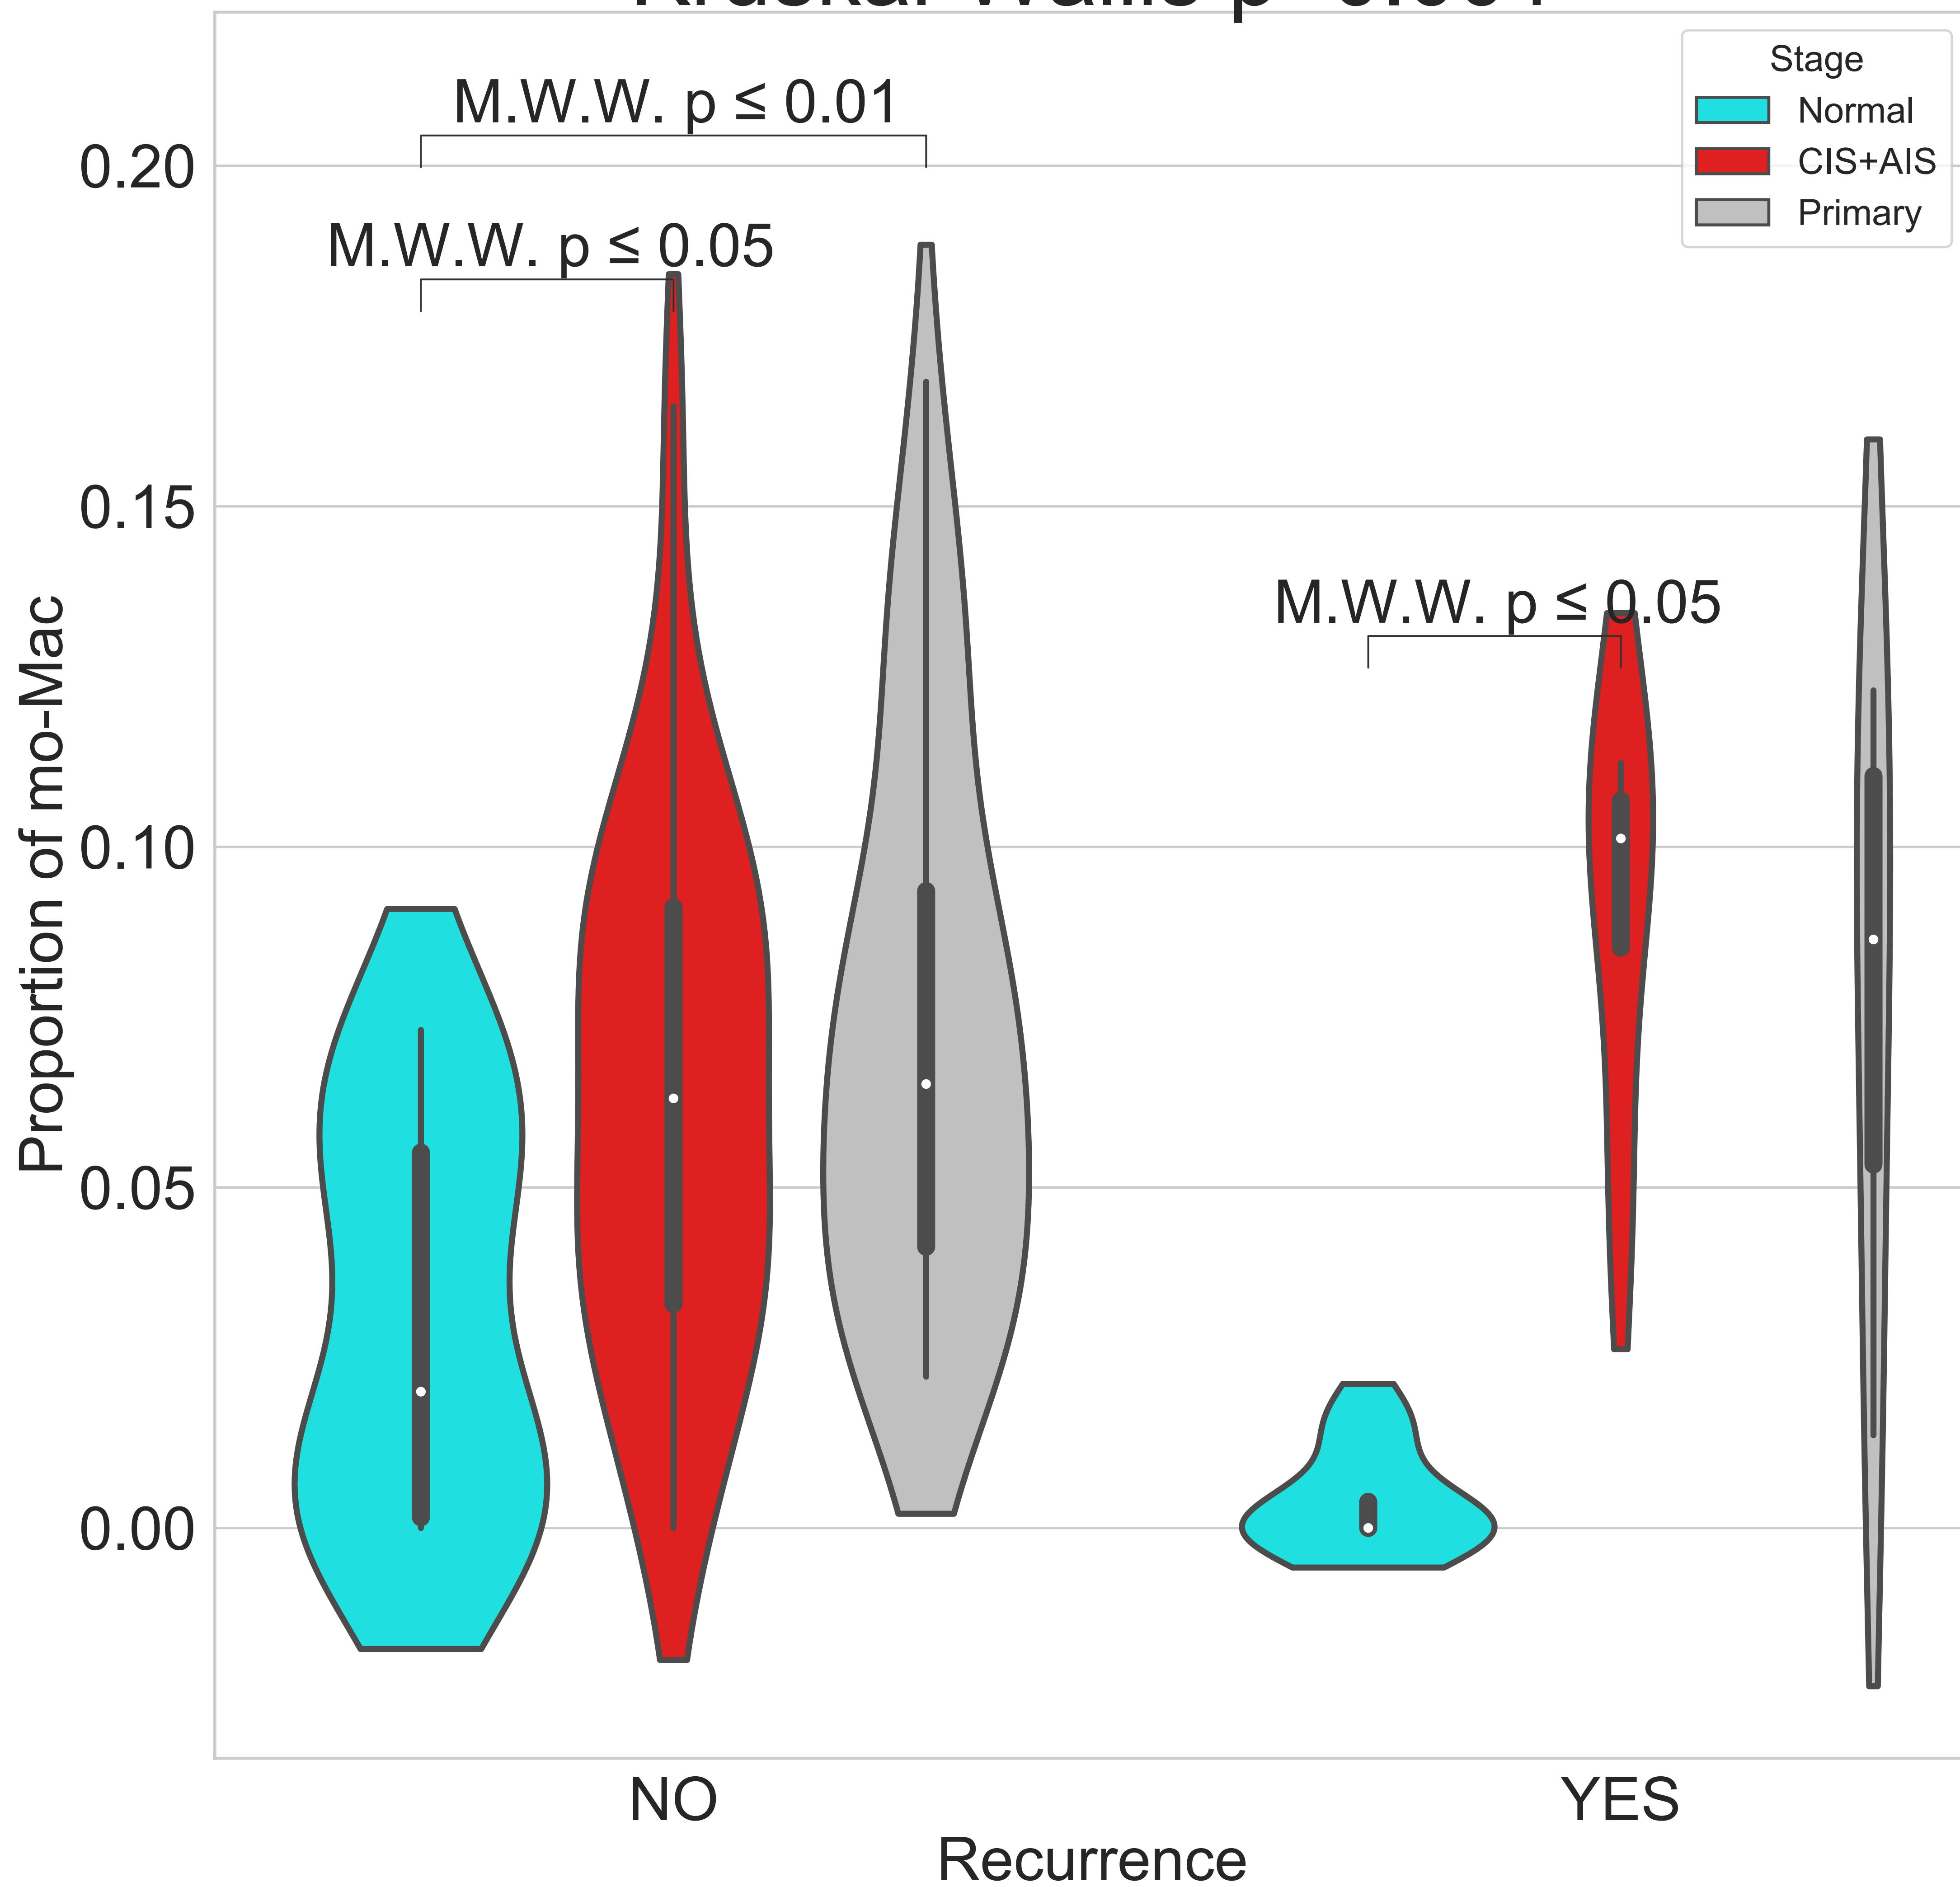 Stage
Normal
CIS+AIS
Primary
M.W.W. p ≤ 0.01
M.W.W. p ≤ 0.05
M.W.W. p ≤ 0.05
0.20
0.15
0.10
0.05
0.00
Proportion of mo-Mac
NO
YES
Recurrence